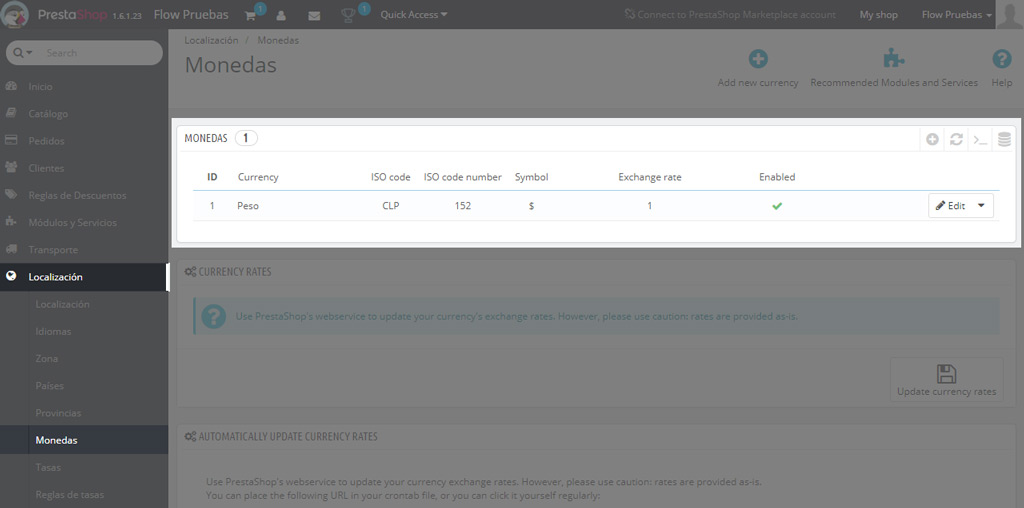 PrestaShop 1.6.1.23 Flow Pruebas 1 1 Quick Access Connect to PrestaShop Marketplace account My shop Flow Pruebas
Search
Inicio
Catálogo
Pedidos
Clientes
Reglas de Descuentos
Módulos y Servicios
Transporte
Localización
Localización
Idiomas
Zona
Países
Provincias
Monedas
Tasas
Reglas de tasas
Localización / Monedas
Monedas
Add new currency Recommended Modules and Services Help
MONEDAS 1
ID Currency ISO code ISO code number Symbol Exchange rate Enabled
1 Peso CLP 152 $ 1 Edit
CURRENCY RATES
Use PrestaShop's webservice to update your currency's exchange rates. However, please use caution: rates are provided as-is.
Update currency rates
AUTOMATICALLY UPDATE CURRENCY RATES
Use PrestaShop's webservice to update your currency exchange rates. However, please use caution: rates are provided as-is.
You can place the following URL in your crontab file, or you can click it yourself regularly: